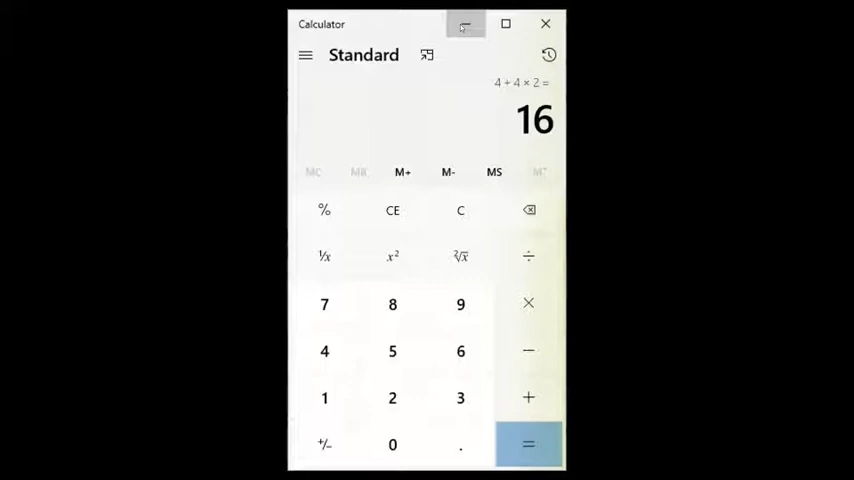 Calculator
Standard
4 + 4 × 2 =
16
MC MR M+ M- MS M˅
% CE C
¹/x x² ²√x ÷
7 8 9 ×
4 5 6 −
1 2 3 +
+/− 0 . =